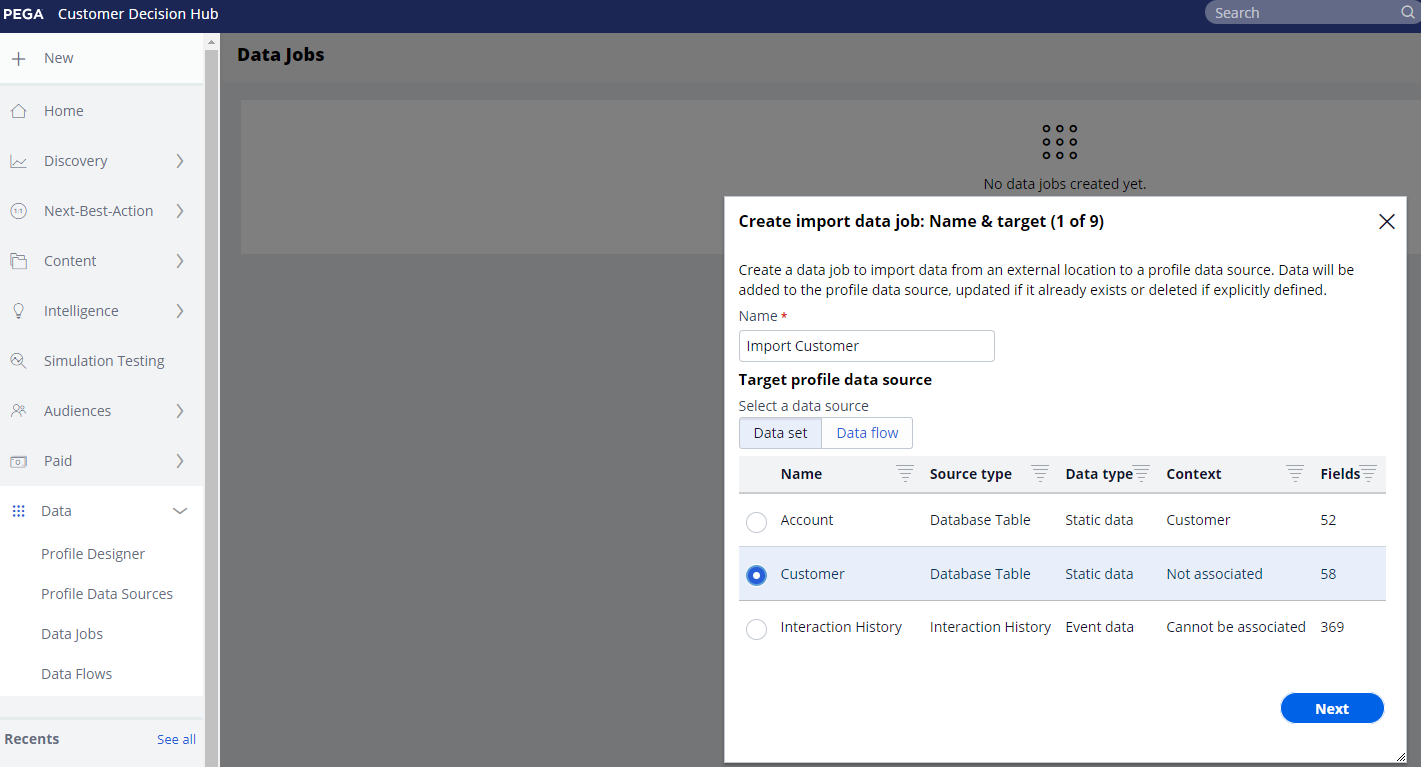 PEGA Customer Decision Hub
Search
New
Home
Discovery
1:1 Next-Best-Action
Content
Intelligence
Simulation Testing
Audiences
Paid
Data
Profile Designer
Profile Data Sources
Data Jobs
Data Flows
Recents See all
Data Jobs
No data jobs created yet.
Create import data job: Name & target (1 of 9)
Create a data job to import data from an external location to a profile data source. Data will be
added to the profile data source, updated if it already exists or deleted if explicitly defined.
Name *
Import Customer
Target profile data source
Select a data source
Data set Data flow
Name Source type Data type Context Fields
Account Database Table Static data Customer 52
Customer Database Table Static data Not associated 58
Interaction History Interaction History Event data Cannot be associated 369
Next